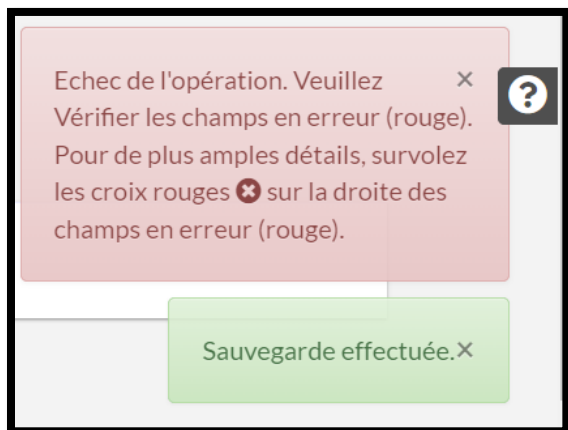 Echec de l'opération. Veuillez ×
Vérifier les champs en erreur (rouge).
Pour de plus amples détails, survolez
les croix rouges sur la droite des
champs en erreur (rouge).
?
Sauvegarde effectuée.×